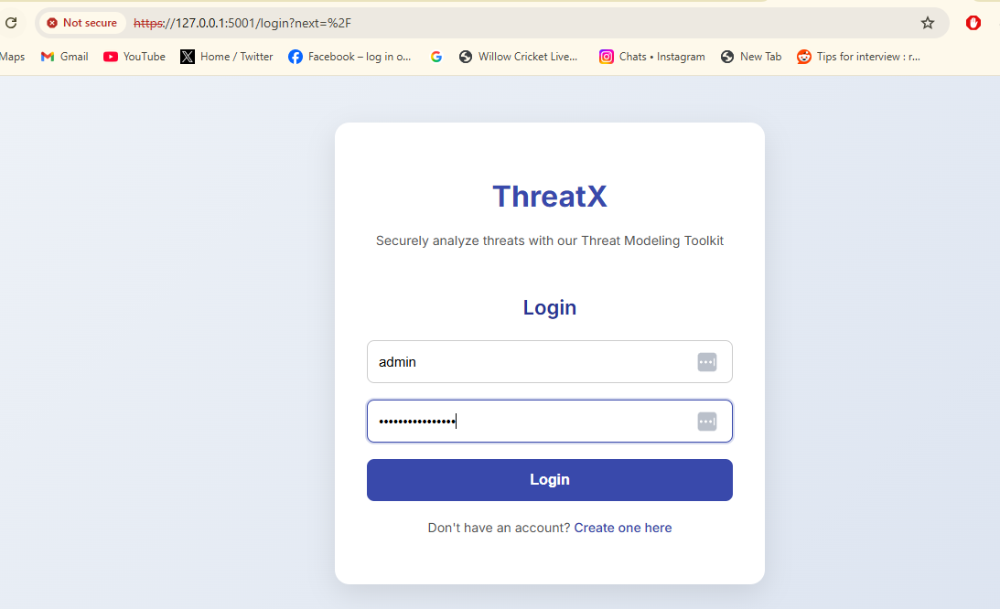 Not secure https://127.0.0.1:5001/login?next=%2F
Maps Gmail YouTube X Home / Twitter Facebook – log in o... G Willow Cricket Live... Chats • Instagram New Tab Tips for interview : r...
ThreatX
Securely analyze threats with our Threat Modeling Toolkit
Login
admin
••••••••••••••••
Login
Don't have an account? Create one here